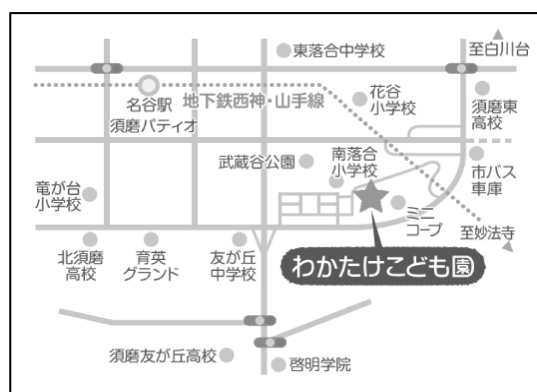 至白川台
東落合中学校
名谷駅
須磨パティオ
地下鉄西神・山手線
花谷
小学校
須磨東
高校
武蔵谷公園
南落合
小学校
市バス
車庫
竜が台
小学校
ミニ
コープ
至妙法寺
北須磨
高校
育英
グランド
友が丘
中学校
わかたけこども園
須磨友が丘高校
啓明学院